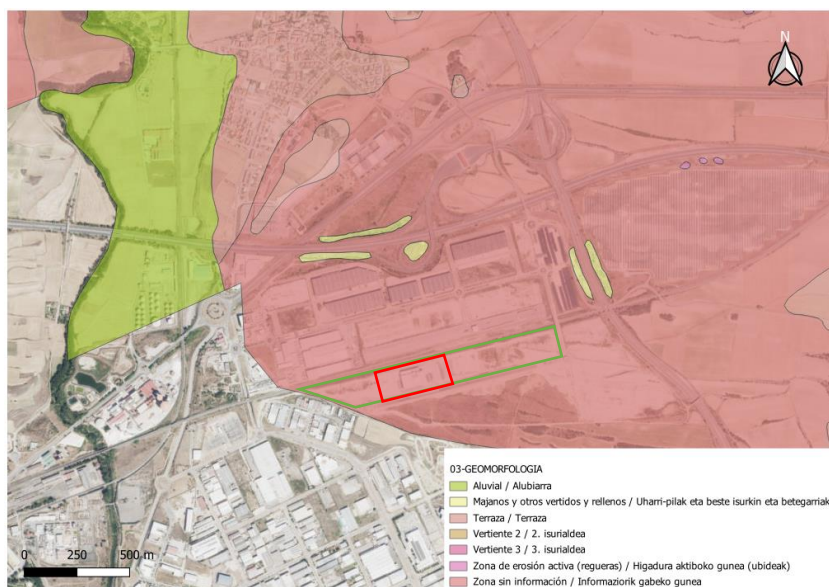 N
03-GEOMORFOLOGIA
Aluvial / Alubiarra
Majanos y otros vertidos y rellenos / Uharri-pilak eta beste isurkin eta betegarriak
Terraza / Terraza
Vertiente 2 / 2. isurialdea
Vertiente 3 / 3. isurialdea
Zona de erosión activa (regueras) / Higadura aktiboko gunea (ubideak)
Zona sin información / Informaziorik gabeko gunea
0 250 500 m